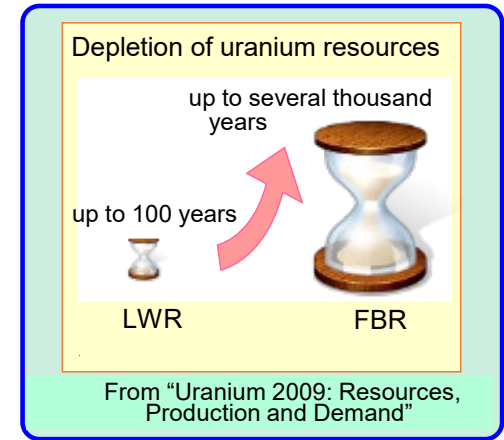 Depletion of uranium resources
up to several thousand
years
up to 100 years
LWR
FBR
From “Uranium 2009: Resources,
Production and Demand”